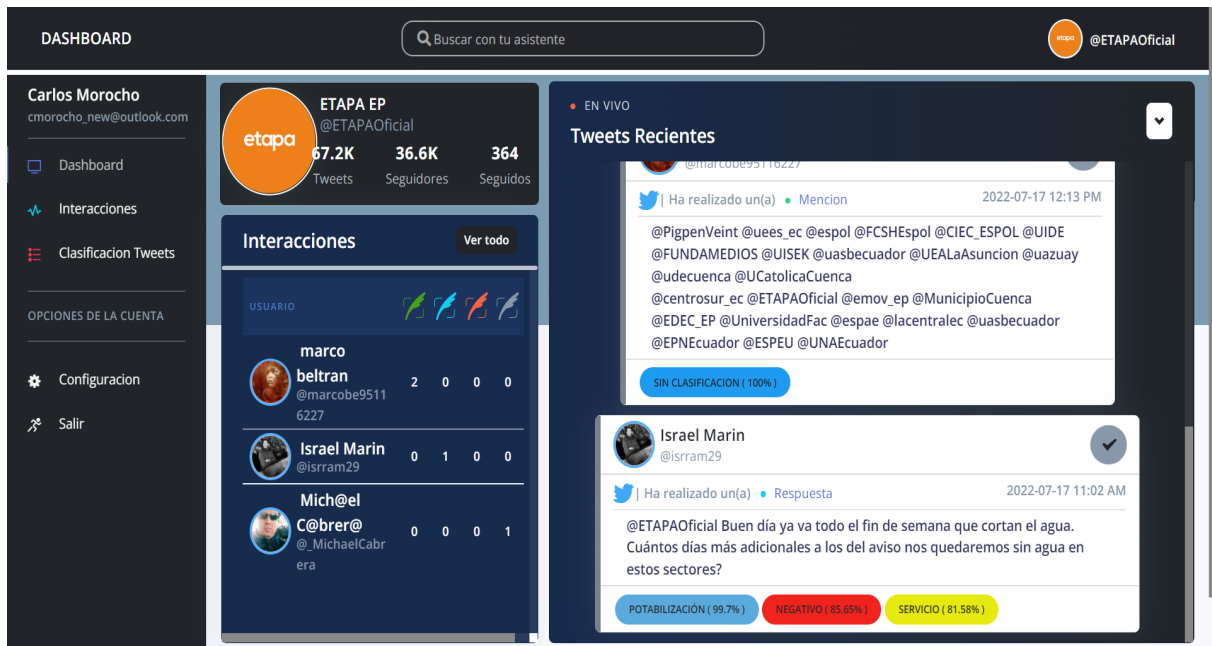 DASHBOARD
Buscar con tu asistente
etapa
@ETAPAOficial
Carlos Morocho
cmorocho_new@outlook.com
Dashboard
Interacciones
Clasificacion Tweets
OPCIONES DE LA CUENTA
Configuracion
Salir
etapa
ETAPA EP
@ETAPAOficial
67.2K 36.6K 364
Tweets Seguidores Seguidos
Interacciones
Ver todo
USUARIO
marco
beltran
@marcobe9511
6227
2 0 0 0
Israel Marin
@isrram29
0 1 0 0
Mich@el
C@brer@
@_MichaelCabr
era
0 0 0 1
EN VIVO
Tweets Recientes
@marcobe95116227
| Ha realizado un(a) • Mencion 2022-07-17 12:13 PM
@PigpenVeint @uees_ec @espol @FCSHEspol @CIEC_ESPOL @UIDE
@FUNDAMEDIOS @UISEK @uasbecuador @UEALaAsuncion @uazuay
@udecuenca @UCatolicaCuenca
@centrosur_ec @ETAPAOficial @emov_ep @MunicipioCuenca
@EDEC_EP @UniversidadFac @espae @lacentralec @uasbecuador
@EPNEcuador @ESPEU @UNAEcuador
SIN CLASIFICACION ( 100% )
Israel Marin
@isrram29
| Ha realizado un(a) • Respuesta 2022-07-17 11:02 AM
@ETAPAOficial Buen día ya va todo el fin de semana que cortan el agua.
Cuántos días más adicionales a los del aviso nos quedaremos sin agua en
estos sectores?
POTABILIZACIÓN ( 99.7% ) NEGATIVO ( 85.65% ) SERVICIO ( 81.58% )